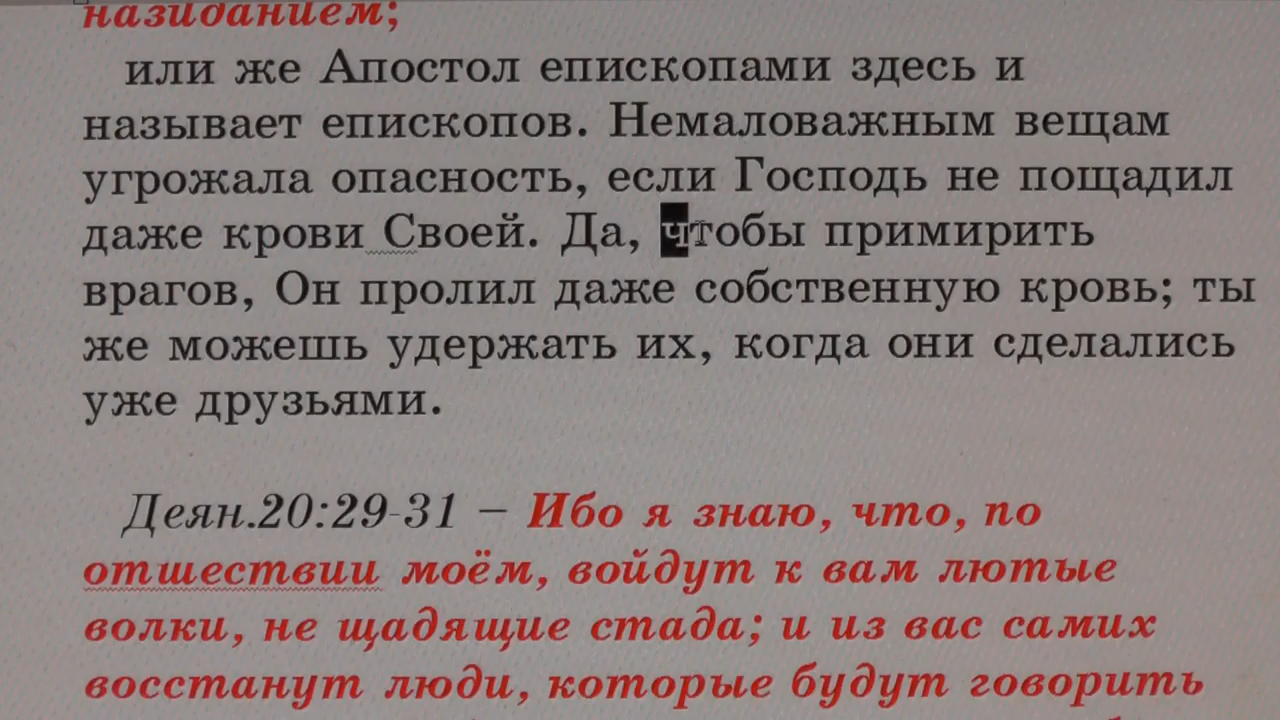 назиданием;
или же Апостол епископами здесь и
называет епископов. Немаловажным вещам
угрожала опасность, если Господь не пощадил
даже крови Своей. Да, чтобы примирить
врагов, Он пролил даже собственную кровь; ты
же можешь удержать их, когда они сделались
уже друзьями.
Деян.20:29-31 – Ибо я знаю, что, по
отшествии моём, войдут к вам лютые
волки, не щадящие стада; и из вас самих
восстанут люди, которые будут говорить